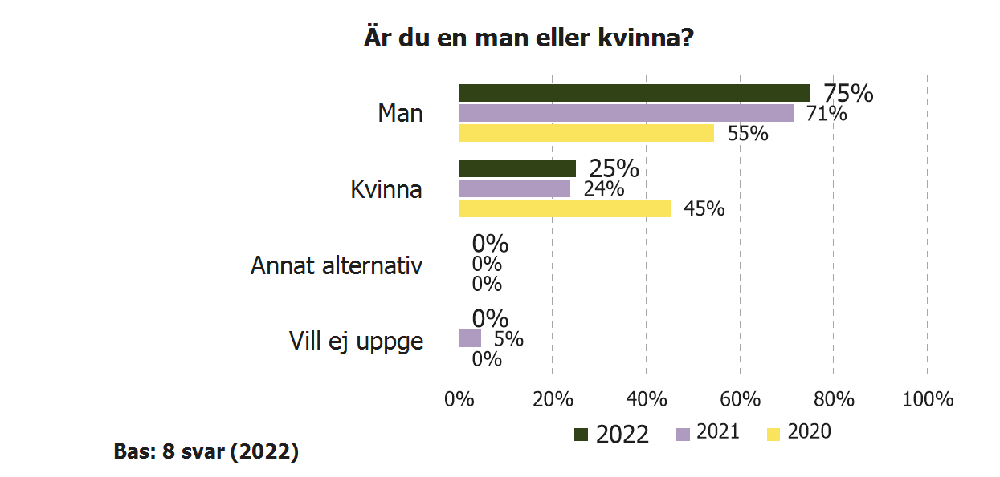 Är du en man eller kvinna?
Man
75%
71%
55%
Kvinna
25%
24%
45%
Annat alternativ
0%
0%
0%
Vill ej uppge
0%
5%
0%
0% 20% 40% 60% 80% 100%
2022 2021 2020
Bas: 8 svar (2022)